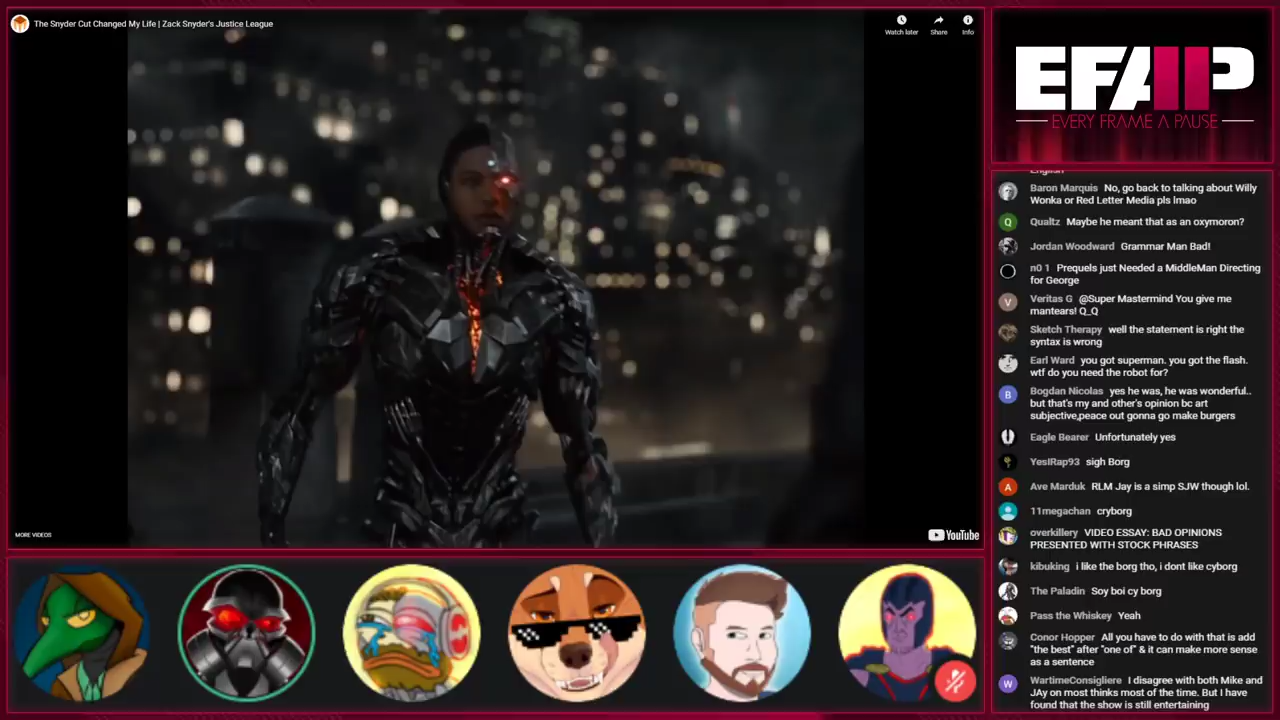 The Snyder Cut Changed My Life | Zack Snyder's Justice League
Watch later
Share
Info
MORE VIDEOS
YouTube
EFAP
EVERY FRAME A PAUSE
English
Baron Marquis No, go back to talking about Willy
Wonka or Red Letter Media pls lmao
Q
Qualtz Maybe he meant that as an oxymoron?
Jordan Woodward Grammar Man Bad!
n0 1 Prequels just Needed a MiddleMan Directing
for George
V
Veritas G @Super Mastermind You give me
mantears! Q_Q
Sketch Therapy well the statement is right the
syntax is wrong
Earl Ward you got superman. you got the flash.
wtf do you need the robot for?
B
Bogdan Nicolas yes he was, he was wonderful..
but that's my and other's opinion bc art
subjective,peace out gonna go make burgers
Eagle Bearer Unfortunately yes
YesIRap93 sigh Borg
A
Ave Marduk RLM Jay is a simp SJW though lol.
11megachan cryborg
overkillery VIDEO ESSAY: BAD OPINIONS
PRESENTED WITH STOCK PHRASES
kibuking i like the borg tho, i dont like cyborg
The Paladin Soy boi cy borg
Pass the Whiskey Yeah
Conor Hopper All you have to do with that is add
"the best" after "one of" & it can make more sense
as a sentence
W
WartimeConsigliere I disagree with both Mike and
JAy on most thinks most of the time. But I have
found that the show is still entertaining